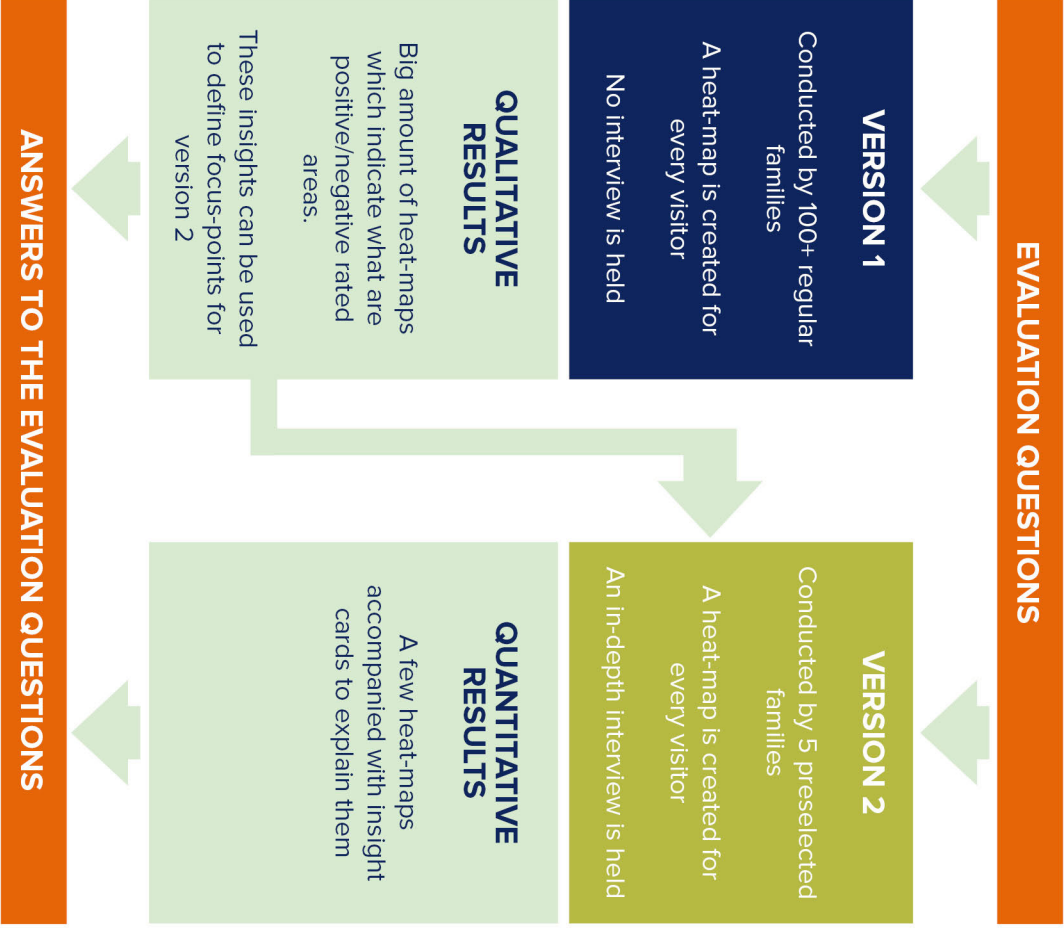 EVALUATION QUESTIONS
VERSION 1
Conducted by 100+ regular
families
A heat-map is created for
every visitor
No interview is held
VERSION 2
Conducted by 5 preselected
families
A heat-map is created for
every visitor
An in-depth interview is held
QUALITATIVE
RESULTS
Big amount of heat-maps
which indicate what are
positive/negative rated
areas.
These insights can be used
to define focus-points for
version 2
QUANTITATIVE
RESULTS
A few heat-maps
accompanied with insight
cards to explain them
ANSWERS TO THE EVALUATION QUESTIONS